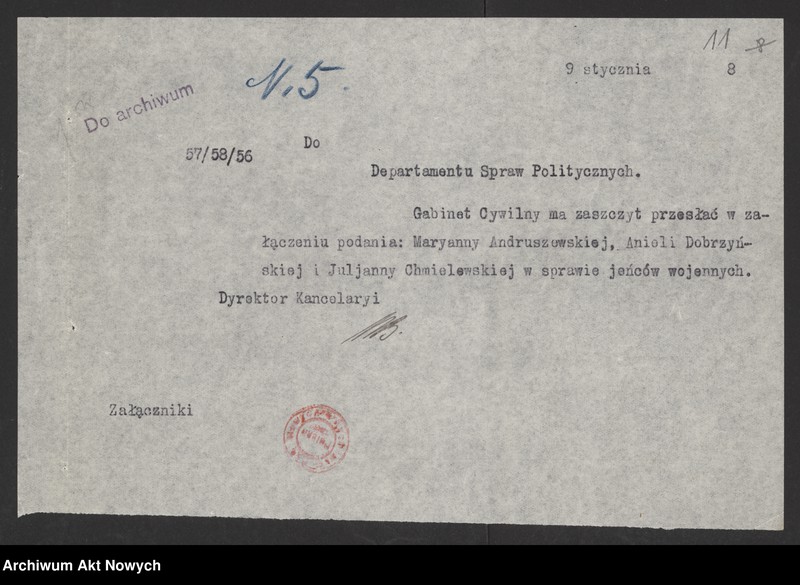 11 8
9 stycznia 8
N. 5.
Do archiwum
57/58/56
Do
Departamentu Spraw Politycznych.
Gabinet Cywilny ma zaszczyt przesłać w za-
łączeniu podania: Maryanny Andruszewskiej, Anieli Dobrzyń-
skiej i Juljanny Chmielewskiej w sprawie jeńców wojennych.
Dyrektor Kancelaryi
Załączniki
Archiwum Akt Nowych